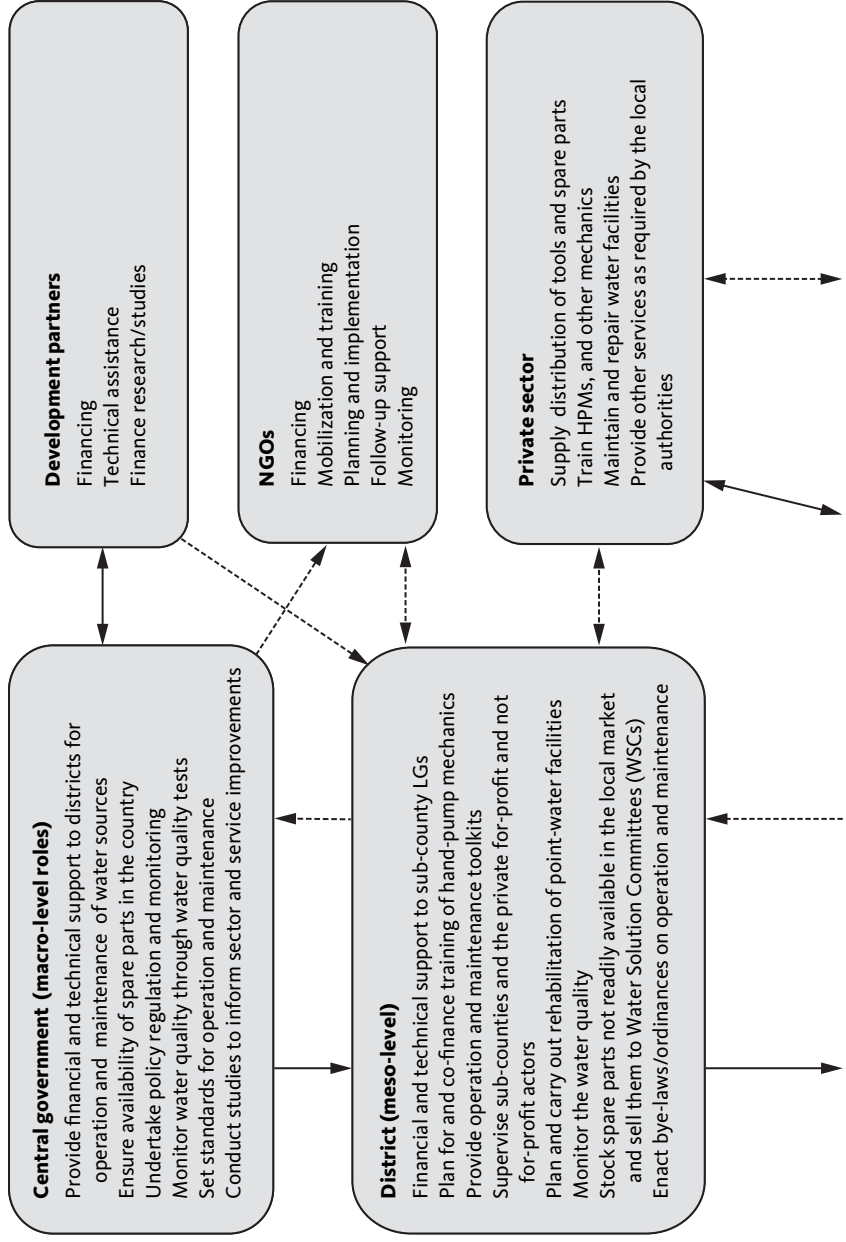 Central government (macro-level roles)
Provide financial and technical support to districts for
operation and maintenance of water sources
Ensure availability of spare parts in the country
Undertake policy regulation and monitoring
Monitor water quality through water quality tests
Set standards for operation and maintenance
Conduct studies to inform sector and service improvements
Development partners
Financing
Technical assistance
Finance research/studies
NGOs
Financing
Mobilization and training
Planning and implementation
Follow-up support
Monitoring
District (meso-level)
Financial and technical support to sub-county LGs
Plan for and co-finance training of hand-pump mechanics
Provide operation and maintenance toolkits
Supervise sub-counties and the private for-profit and not
for-profit actors
Plan and carry out rehabilitation of point-water facilities
Monitor the water quality
Stock spare parts not readily available in the local market
and sell them to Water Solution Committees (WSCs)
Enact bye-laws/ordinances on operation and maintenance
Private sector
Supply distribution of tools and spare parts
Train HPMs, and other mechanics
Maintain and repair water facilities
Provide other services as required by the local
authorities